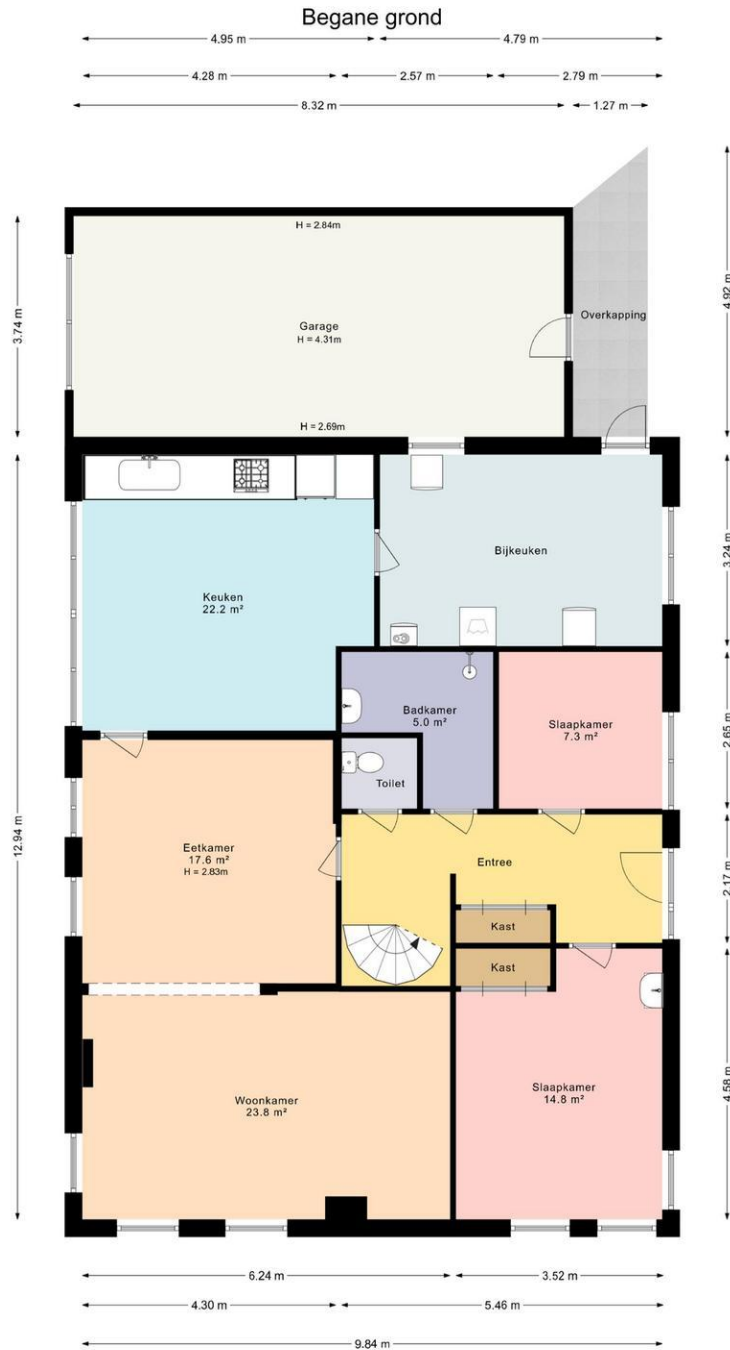 Begane grond
4.95 m
4.79 m
4.28 m
2.57 m
2.79 m
8.32 m
1.27 m
H = 2.84m
3.74 m
Garage
H = 4.31m
Overkapping
4.92 m
H = 2.69m
Bijkeuken
3.24 m
Keuken
22.2 m²
Badkamer
5.0 m²
Slaapkamer
7.3 m²
2.65 m
Toilet
12.94 m
Eetkamer
17.6 m²
H = 2.83m
Entree
2.17 m
Kast
Kast
Woonkamer
23.8 m²
Slaapkamer
14.8 m²
4.58 m
6.24 m
3.52 m
4.30 m
5.46 m
9.84 m